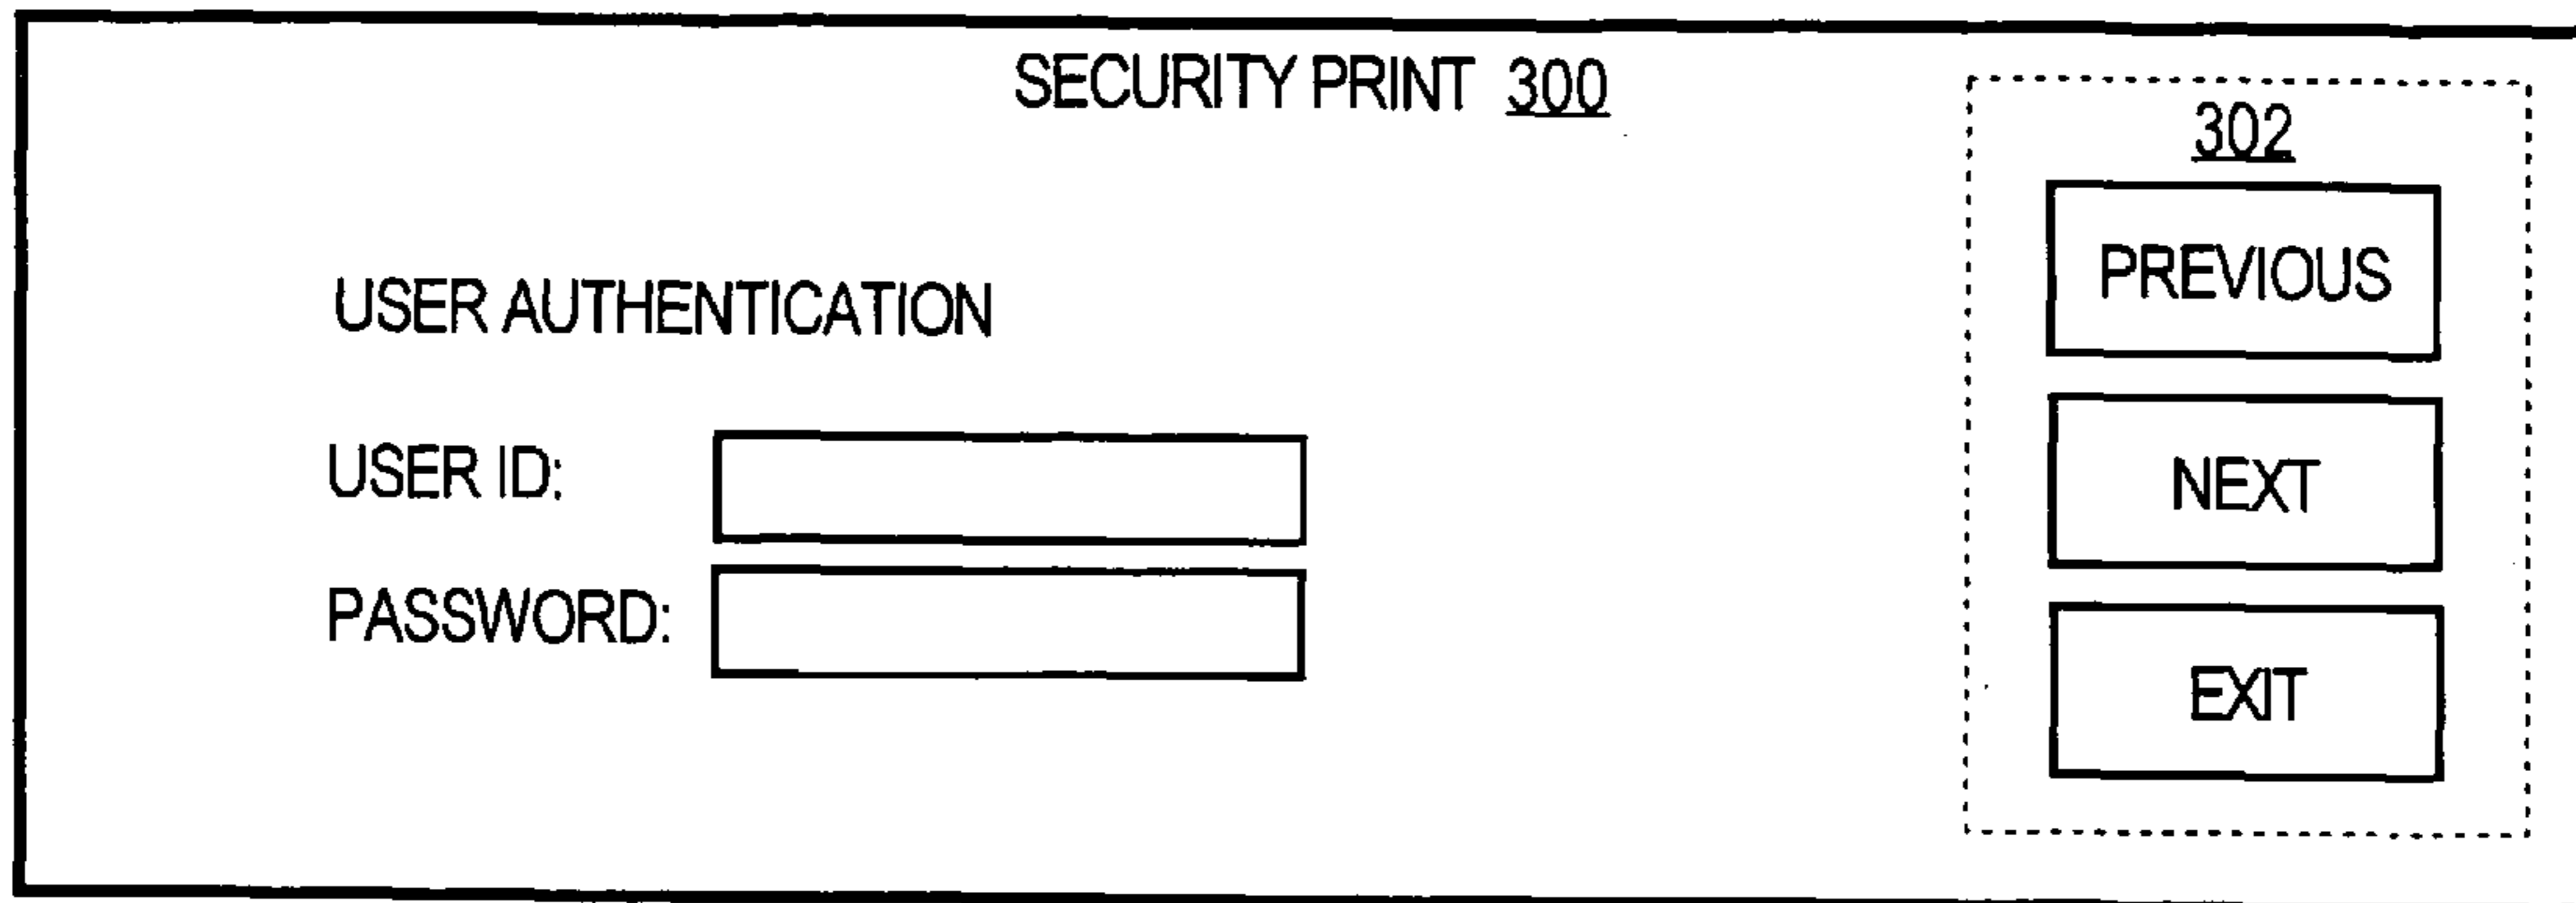 SECURITY PRINT 300
302
PREVIOUS
USER AUTHENTICATION
USER ID:
NEXT
PASSWORD:
EXIT